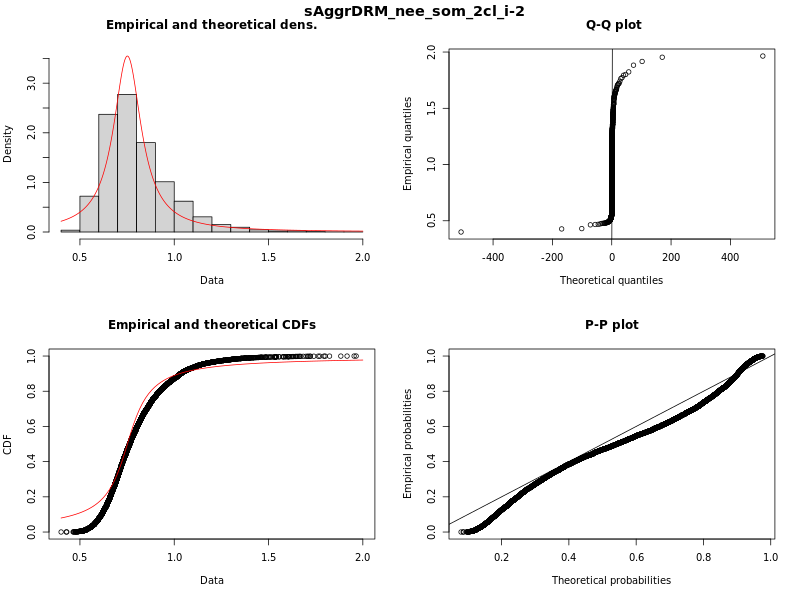 sAggrDRM_nee_som_2cl_i-2
Empirical and theoretical dens.
Density
0.0 1.0 2.0 3.0
0.5 1.0 1.5 2.0
Data
Q-Q plot
Empirical quantiles
0.5 1.0 1.5 2.0
-400 -200 0 200 400
Theoretical quantiles
Empirical and theoretical CDFs
CDF
0.0 0.2 0.4 0.6 0.8 1.0
0.5 1.0 1.5 2.0
Data
P-P plot
Empirical probabilities
0.0 0.2 0.4 0.6 0.8 1.0
0.2 0.4 0.6 0.8 1.0
Theoretical probabilities